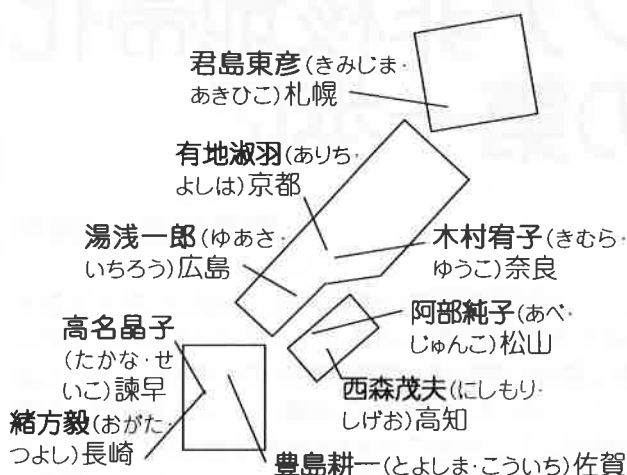 君島東彦(きみじま・
あきひこ)札幌
有地淑羽(ありち・
よしは)京都
湯浅一郎(ゆあさ・
いちろう)広島
木村宥子(きむら・
ゆうこ)奈良
阿部純子(あべ・
じゅんこ)松山
高名晶子
(たかな・せ
いこ)諫早
西森茂夫(にしもり・
しげお)高知
緒方毅(おがた・
つよし)長崎
豊島耕一(とよしま・こういち)佐賀